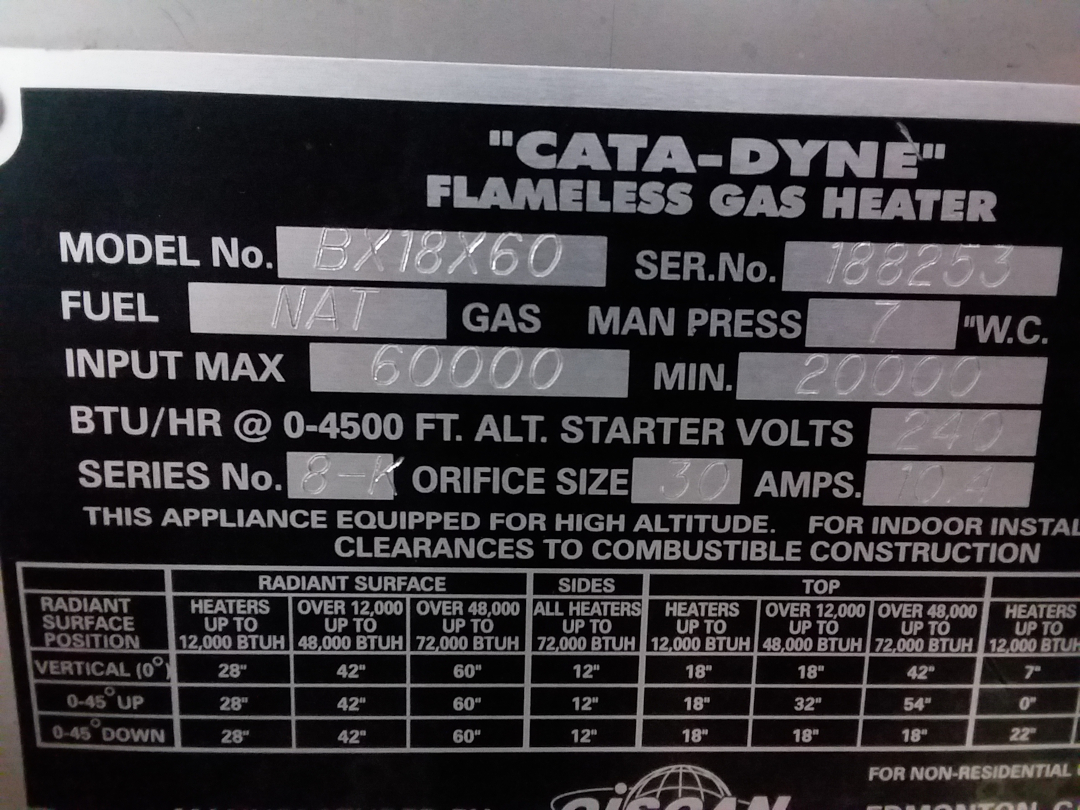 "CATA-DYNE"
FLAMELESS GAS HEATER
MODEL No. BX18X60 SER.No. 188253
FUEL NAT GAS MAN PRESS 7 "W.C.
INPUT MAX 60000 MIN. 20000
BTU/HR @ 0-4500 FT. ALT. STARTER VOLTS 240
SERIES No. 8-K ORIFICE SIZE 30 AMPS. 10.4
THIS APPLIANCE EQUIPPED FOR HIGH ALTITUDE. FOR INDOOR INSTAL
CLEARANCES TO COMBUSTIBLE CONSTRUCTION
RADIANT SURFACE SIDES TOP
RADIANT HEATERS OVER 12,000 OVER 48,000 ALL HEATERS HEATERS OVER 12,000 OVER 48,000 HEATERS
SURFACE UP TO UP TO UP TO UP TO UP TO UP TO UP TO UP TO
POSITION 12,000 BTUH 48,000 BTUH 72,000 BTUH 72,000 BTUH 12,000 BTUH 48,000 BTUH 72,000 BTUH 12,000 BTUH
VERTICAL (0°) 28" 42" 60" 12" 18" 18" 42" 7"
0-45° UP 28" 42" 60" 12" 18" 32" 54" 0"
0-45° DOWN 28" 42" 60" 12" 18" 18" 18" 22"
FOR NON-RESIDENTIAL